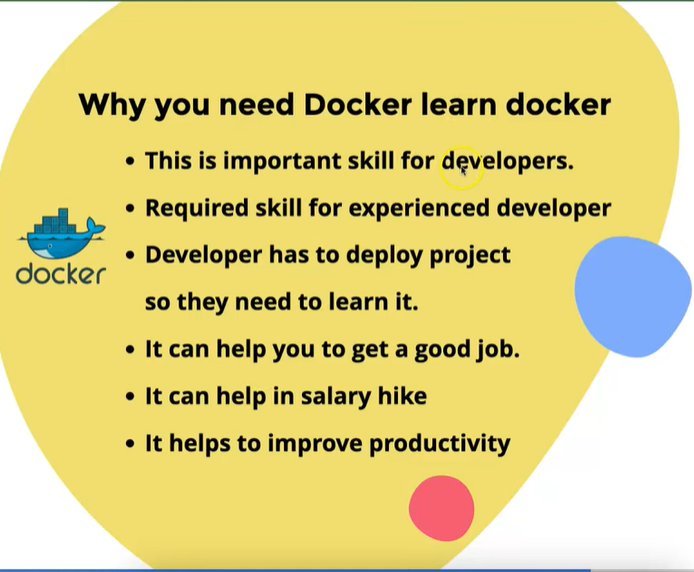 Why you need Docker learn docker
• This is important skill for developers.
• Required skill for experienced developer
• Developer has to deploy project
so they need to learn it.
• It can help you to get a good job.
• It can help in salary hike
• It helps to improve productivity
docker